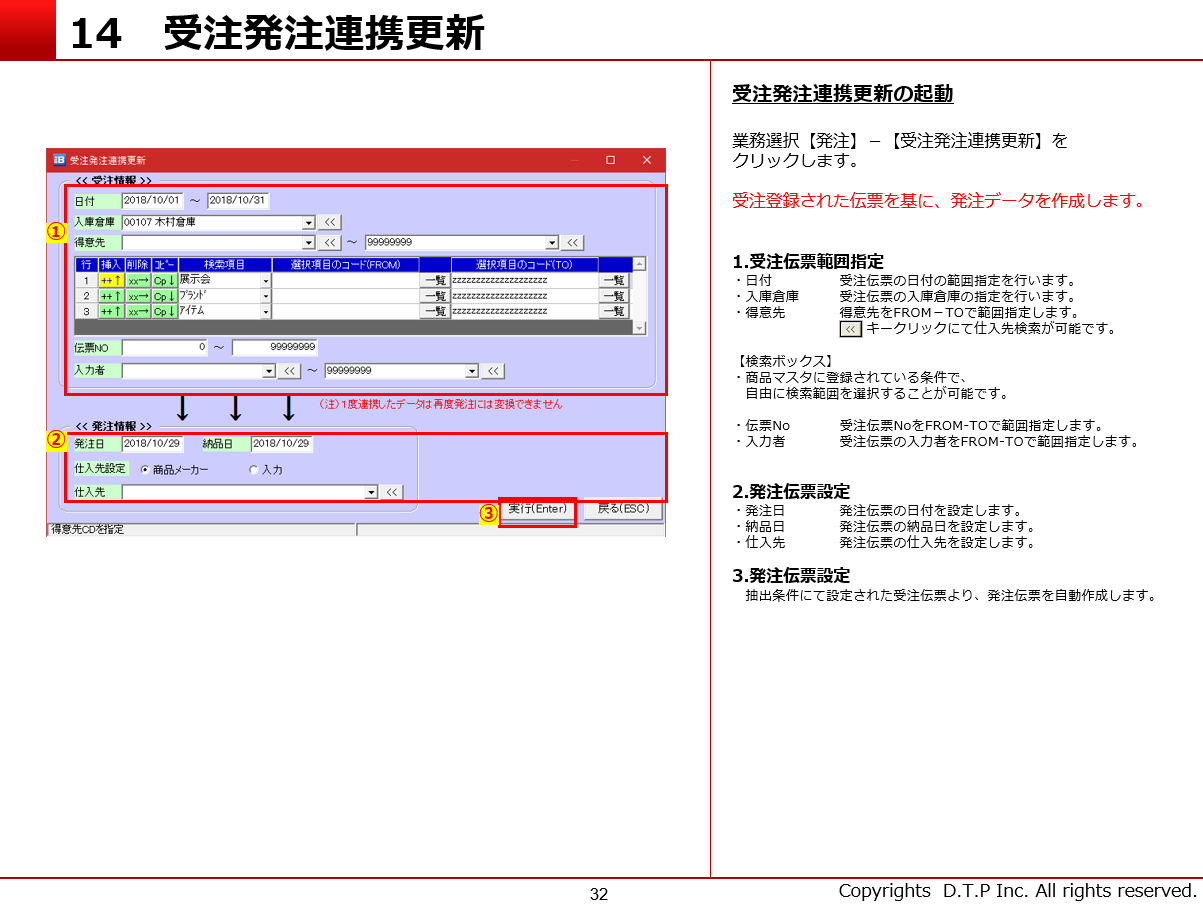 14 受注発注連携更新
iB 受注発注連携更新
<< 受注情報 >>
日付 2018/10/01 ～ 2018/10/31
①
入庫倉庫 00107 木村倉庫 <<
得意先 << ～ 99999999 <<
行 挿入 削除 ｺﾋﾟｰ 検索項目 選択項目のコード(FROM) 選択項目のコード(TO)
1 ++↑ xx→ Cp↓ 展示会 一覧 zzzzzzzzzzzzzzzzzzzz 一覧
2 ++↑ xx→ Cp↓ ﾌﾞﾗﾝﾄﾞ 一覧 zzzzzzzzzzzzzzzzzzzz 一覧
3 ++↑ xx→ Cp↓ ｱｲﾃﾑ 一覧 zzzzzzzzzzzzzzzzzzzz 一覧
伝票NO 0 ～ 99999999
入力者 << ～ 99999999 <<
（注）１度連携したデータは再度発注には変換できません
<< 発注情報 >>
②
発注日 2018/10/29 納品日 2018/10/29
仕入先設定 商品メーカー 入力
仕入先 <<
③ 実行(Enter) 戻る(ESC)
得意先CDを指定
受注発注連携更新の起動
業務選択【発注】－【受注発注連携更新】を
クリックします。
受注登録された伝票を基に、発注データを作成します。
1.受注伝票範囲指定
・日付 受注伝票の日付の範囲指定を行います。
・入庫倉庫 受注伝票の入庫倉庫の指定を行います。
・得意先 得意先をFROM－TOで範囲指定します。
<< キークリックにて仕入先検索が可能です。
【検索ボックス】
・商品マスタに登録されている条件で、
自由に検索範囲を選択することが可能です。
・伝票No 受注伝票NoをFROM-TOで範囲指定します。
・入力者 受注伝票の入力者をFROM-TOで範囲指定します。
2.発注伝票設定
・発注日 発注伝票の日付を設定します。
・納品日 発注伝票の納品日を設定します。
・仕入先 発注伝票の仕入先を設定します。
3.発注伝票設定
抽出条件にて設定された受注伝票より、発注伝票を自動作成します。
32
Copyrights D.T.P Inc. All rights reserved.